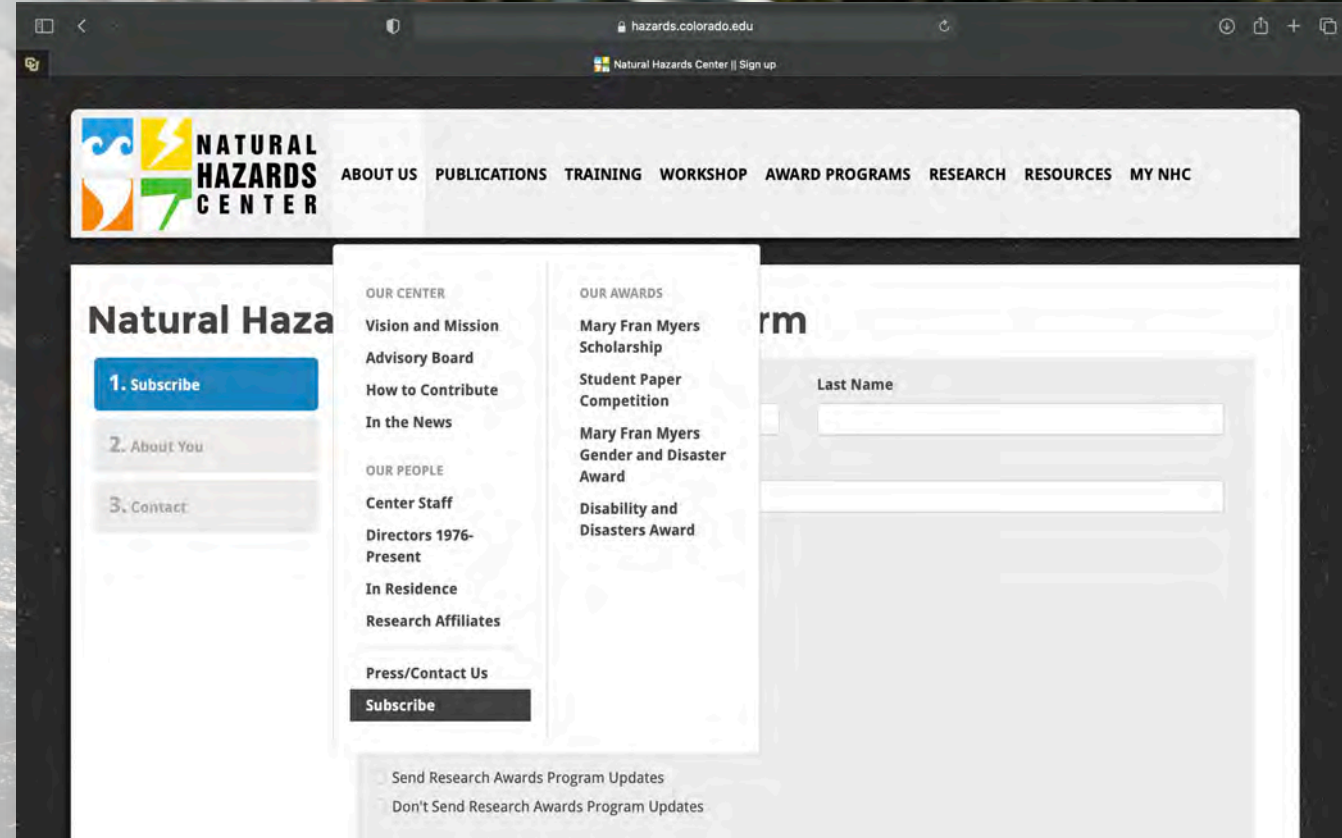 hazards.colorado.edu
Natural Hazards Center || Sign up
NATURAL
HAZARDS
CENTER
ABOUT US PUBLICATIONS TRAINING WORKSHOP AWARD PROGRAMS RESEARCH RESOURCES MY NHC
Natural Haza
rm
1. Subscribe
2. About You
3. Contact
OUR CENTER
Vision and Mission
Advisory Board
How to Contribute
In the News
OUR PEOPLE
Center Staff
Directors 1976-
Present
In Residence
Research Affiliates
Press/Contact Us
Subscribe
OUR AWARDS
Mary Fran Myers
Scholarship
Student Paper
Competition
Mary Fran Myers
Gender and Disaster
Award
Disability and
Disasters Award
Last Name
Send Research Awards Program Updates
Don't Send Research Awards Program Updates